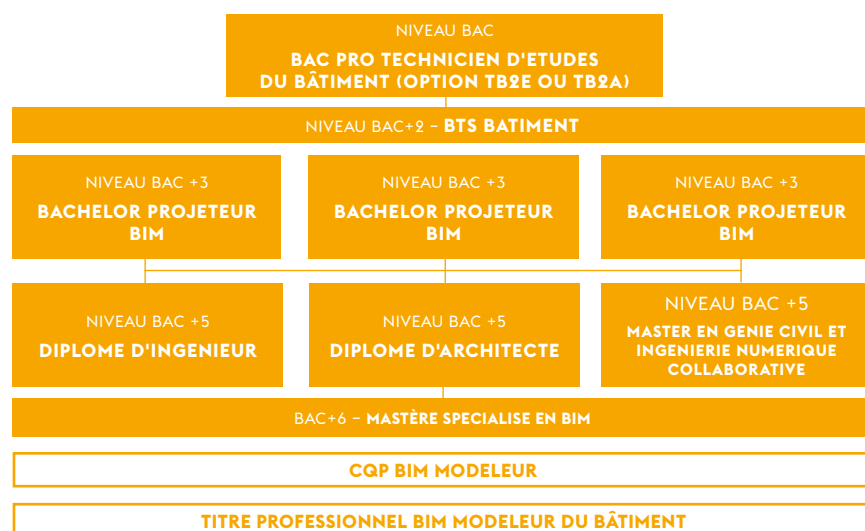 NIVEAU BAC
BAC PRO TECHNICIEN D'ETUDES
DU BÂTIMENT (OPTION TB2E OU TB2A)
NIVEAU BAC+2 – BTS BATIMENT
NIVEAU BAC +3
BACHELOR PROJETEUR
BIM
NIVEAU BAC +3
BACHELOR PROJETEUR
BIM
NIVEAU BAC +3
BACHELOR PROJETEUR
BIM
NIVEAU BAC +5
DIPLOME D'INGENIEUR
NIVEAU BAC +5
DIPLOME D'ARCHITECTE
NIVEAU BAC +5
MASTER EN GENIE CIVIL ET
INGENIERIE NUMERIQUE
COLLABORATIVE
BAC+6 – MASTÈRE SPECIALISE EN BIM
CQP BIM MODELEUR
TITRE PROFESSIONNEL BIM MODELEUR DU BÂTIMENT